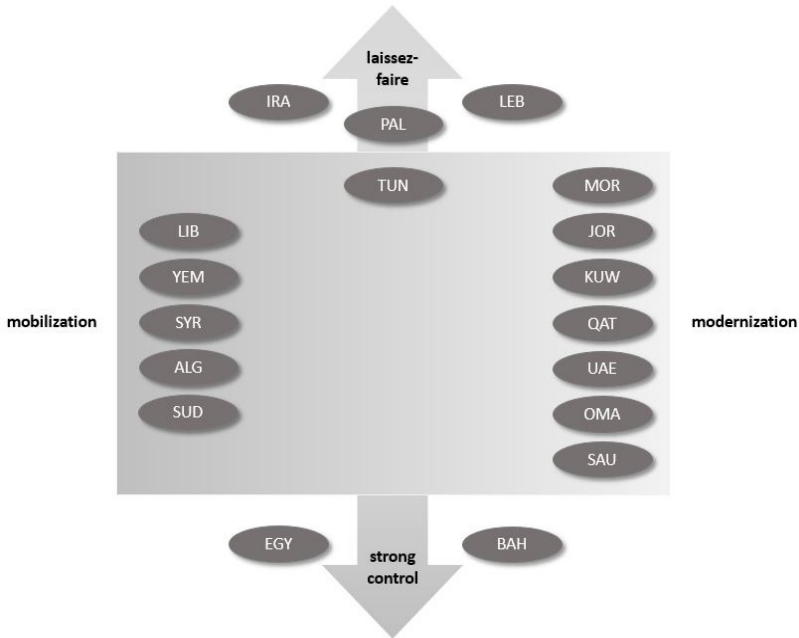 laissez-
faire
IRA
LEB
PAL
TUN
MOR
LIB
JOR
YEM
KUW
mobilization
SYR
QAT
modernization
ALG
UAE
SUD
OMA
SAU
EGY
BAH
strong
control